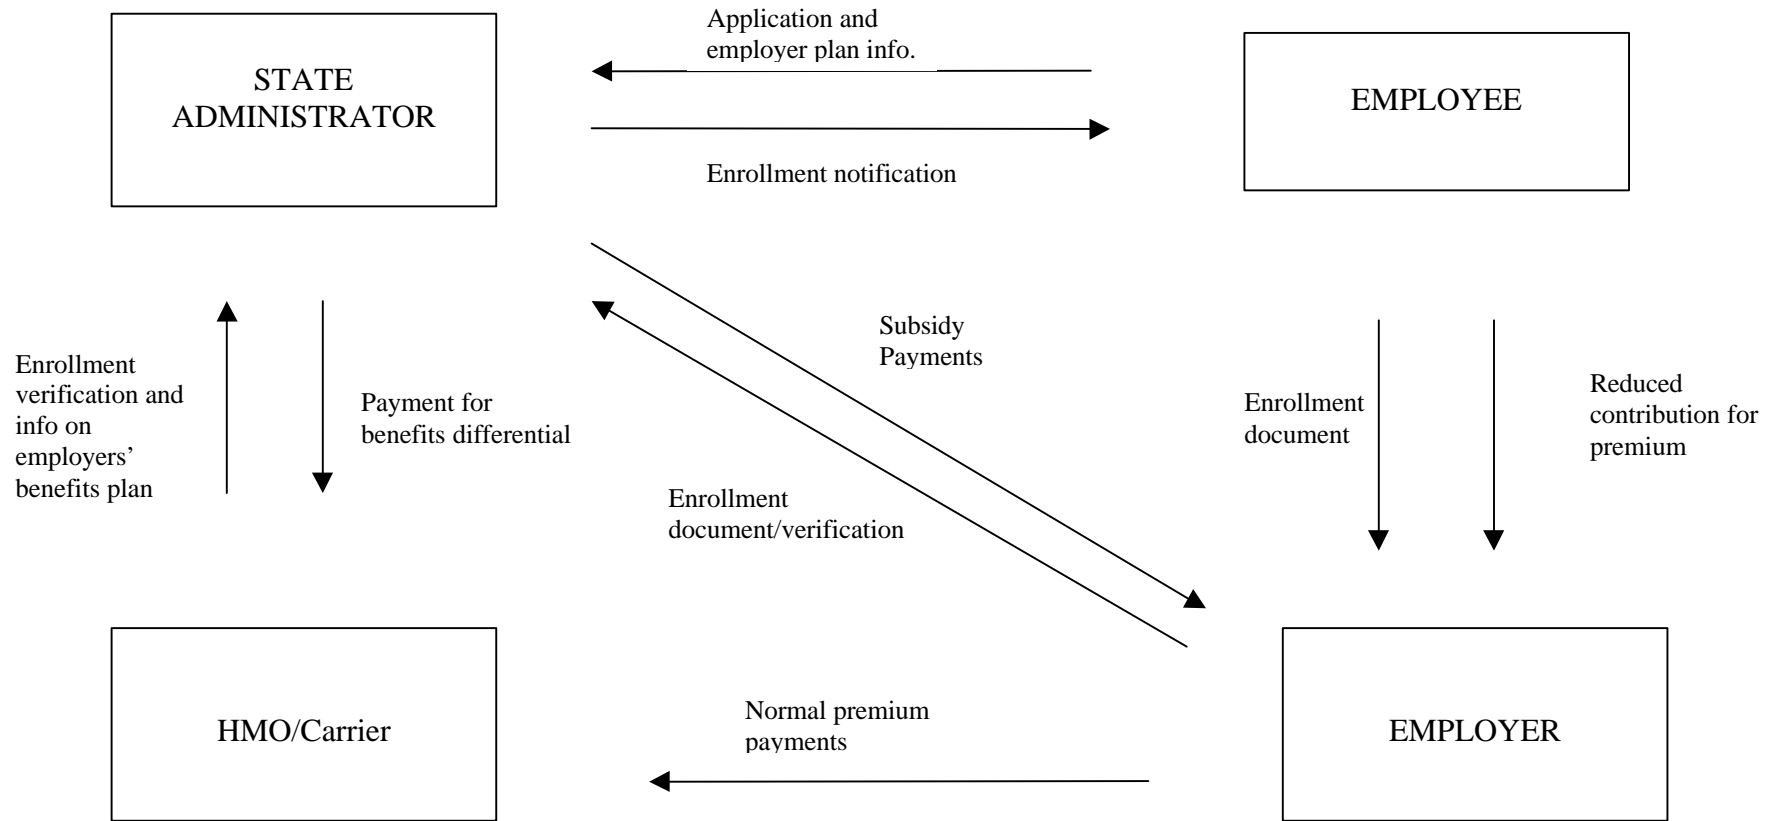 Application and
employer plan info.
STATE
ADMINISTRATOR
EMPLOYEE
Enrollment notification
Subsidy
Payments
Enrollment
verification and
info on
employers’
benefits plan
Payment for
benefits differential
Enrollment
document
Reduced
contribution for
premium
Enrollment
document/verification
HMO/Carrier
Normal premium
payments
EMPLOYER